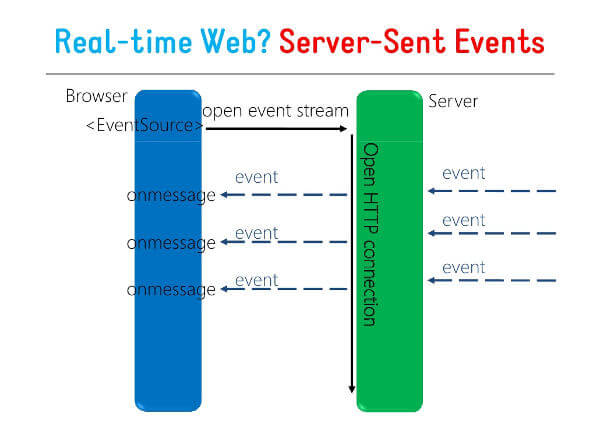 Real-time Web? Server-Sent Events
Browser
Server
open event stream
<EventSource>
Open HTTP connection
event
event
onmessage
event
event
onmessage
event
event
onmessage